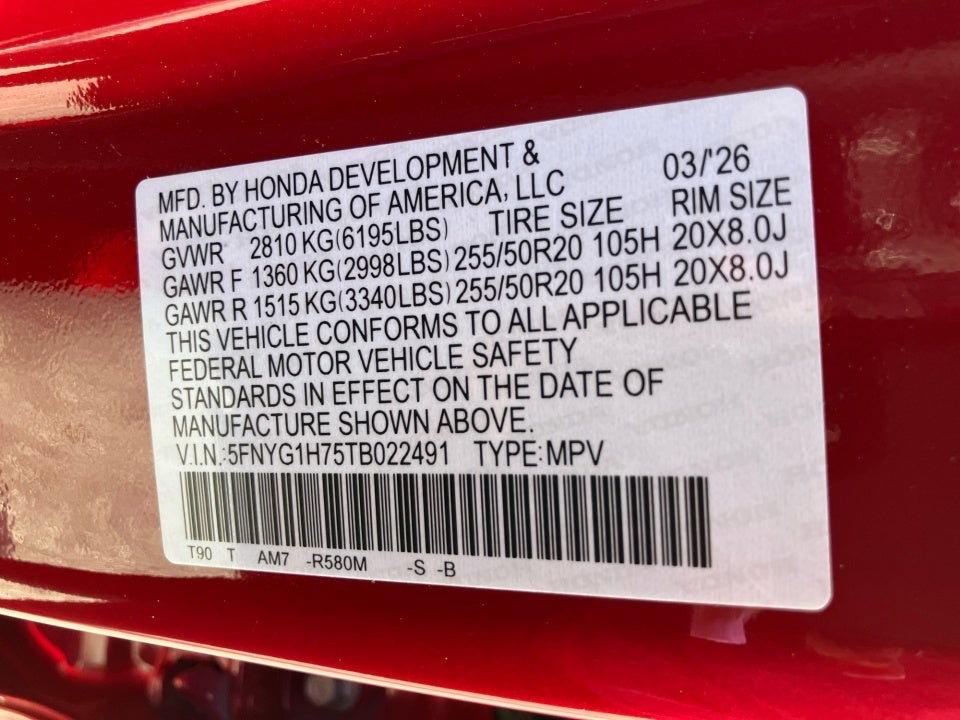 MFD. BY HONDA DEVELOPMENT &
MANUFACTURING OF AMERICA, LLC 03/'26
GVWR 2810 KG(6195LBS) TIRE SIZE RIM SIZE
GAWR F 1360 KG(2998LBS) 255/50R20 105H 20X8.0J
GAWR R 1515 KG(3340LBS) 255/50R20 105H 20X8.0J
THIS VEHICLE CONFORMS TO ALL APPLICABLE
FEDERAL MOTOR VEHICLE SAFETY
STANDARDS IN EFFECT ON THE DATE OF
MANUFACTURE SHOWN ABOVE.
V.I.N.:5FNYG1H75TB022491 TYPE:MPV
T90 T AM7 -R580M -S -B